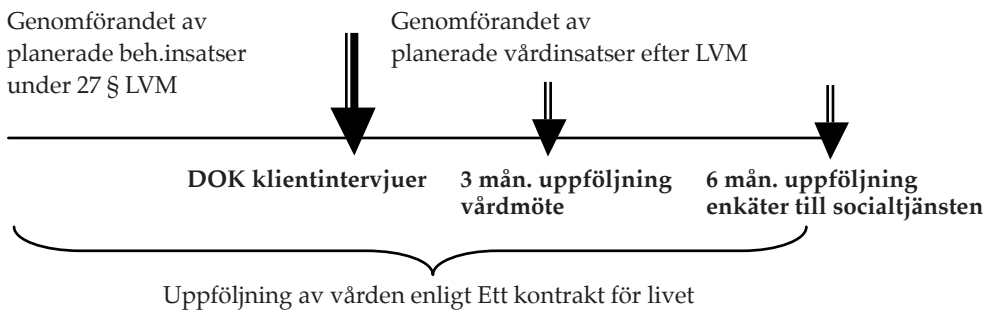 Genomförandet av
planerade beh.insatser
under 27 § LVM
Genomförandet av
planerade vårdinsatser efter LVM
DOK klientintervjuer
3 mån. uppföljning
vårdmöte
6 mån. uppföljning
enkäter till socialtjänsten
Uppföljning av vården enligt Ett kontrakt för livet